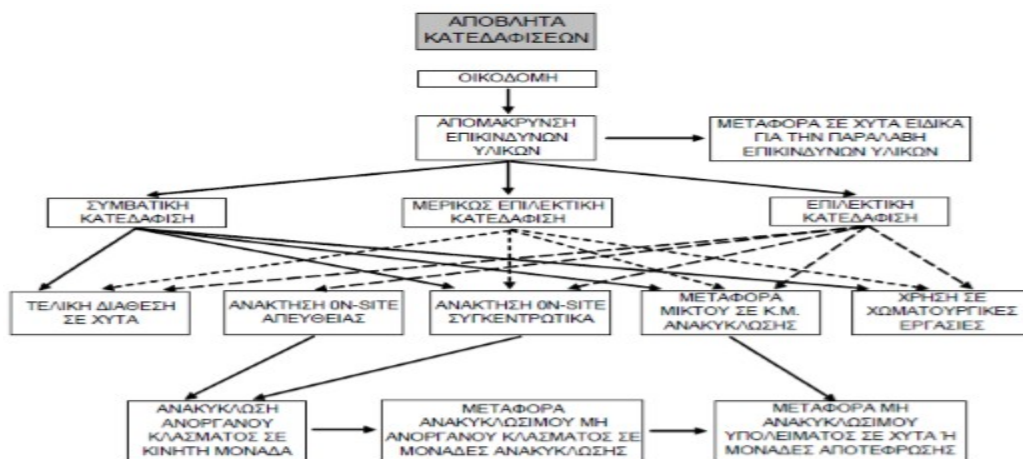 ΑΠΟΒΛΗΤΑ
ΚΑΤΕΔΑΦΙΣΕΩΝ
ΟΙΚΟΔΟΜΗ
ΑΠΟΜΑΚΡΥΝΣΗ
ΕΠΙΚΙΝΔΥΝΩΝ
ΥΛΙΚΩΝ
ΜΕΤΑΦΟΡΑ ΣΕ ΧΥΤΑ ΕΙΔΙΚΑ
ΓΙΑ ΤΗΝ ΠΑΡΑΛΑΒΗ
ΕΠΙΚΙΝΔΥΝΩΝ ΥΛΙΚΩΝ
ΣΥΜΒΑΤΙΚΗ
ΚΑΤΕΔΑΦΙΣΗ
ΜΕΡΙΚΩΣ ΕΠΙΛΕΚΤΙΚΗ
ΚΑΤΕΔΑΦΙΣΗ
ΕΠΙΛΕΚΤΙΚΗ
ΚΑΤΕΔΑΦΙΣΗ
ΤΕΛΙΚΗ ΔΙΑΘΕΣΗ
ΣΕ ΧΥΤΑ
ΑΝΑΚΤΗΣΗ 0N-SITE
ΑΠΕΥΘΕΙΑΣ
ΑΝΑΚΤΗΣΗ 0N-SITE
ΣΥΓΚΕΝΤΡΩΤΙΚΑ
ΜΕΤΑΦΟΡΑ
ΜΙΚΤΟΥ ΣΕ Κ.Μ.
ΑΝΑΚΥΚΛΩΣΗΣ
ΧΡΗΣΗ ΣΕ
ΧΩΜΑΤΟΥΡΓΙΚΕΣ
ΕΡΓΑΣΙΕΣ
ΑΝΑΚΥΚΛΩΣΗ
ΑΝΟΡΓΑΝΟΥ
ΚΛΑΣΜΑΤΟΣ ΣΕ
ΚΙΝΗΤΗ ΜΟΝΑΔΑ
ΜΕΤΑΦΟΡΑ
ΑΝΑΚΥΚΛΩΣΙΜΟΥ ΜΗ
ΑΝΟΡΓΑΝΟΥ ΚΛΑΣΜΑΤΟΣ ΣΕ
ΜΟΝΑΔΕΣ ΑΝΑΚΥΚΛΩΣΗΣ
ΜΕΤΑΦΟΡΑ ΜΗ
ΑΝΑΚΥΚΛΩΣΙΜΟΥ
ΥΠΟΛΕΙΜΑΤΟΣ ΣΕ ΧΥΤΑ Ή
ΜΟΝΑΔΕΣ ΑΠΟΤΕΦΡΩΣΗΣ